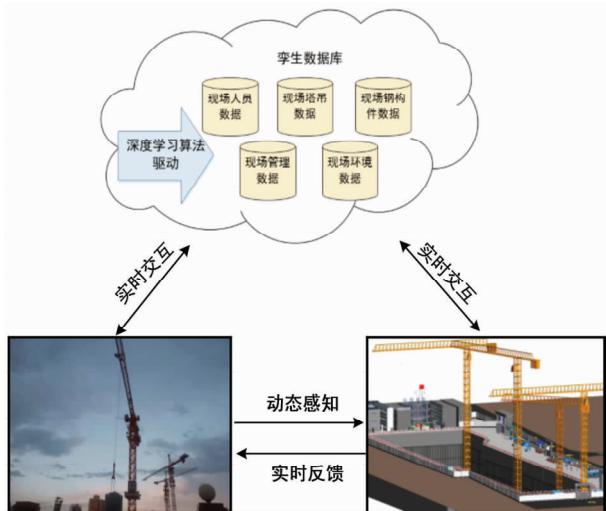 孪生数据库
现场人员
数据
现场塔吊
数据
现场钢构
件数据
深度学习算法
驱动
现场管理
数据
现场环境
数据
实时交互
实时交互
动态感知
实时反馈